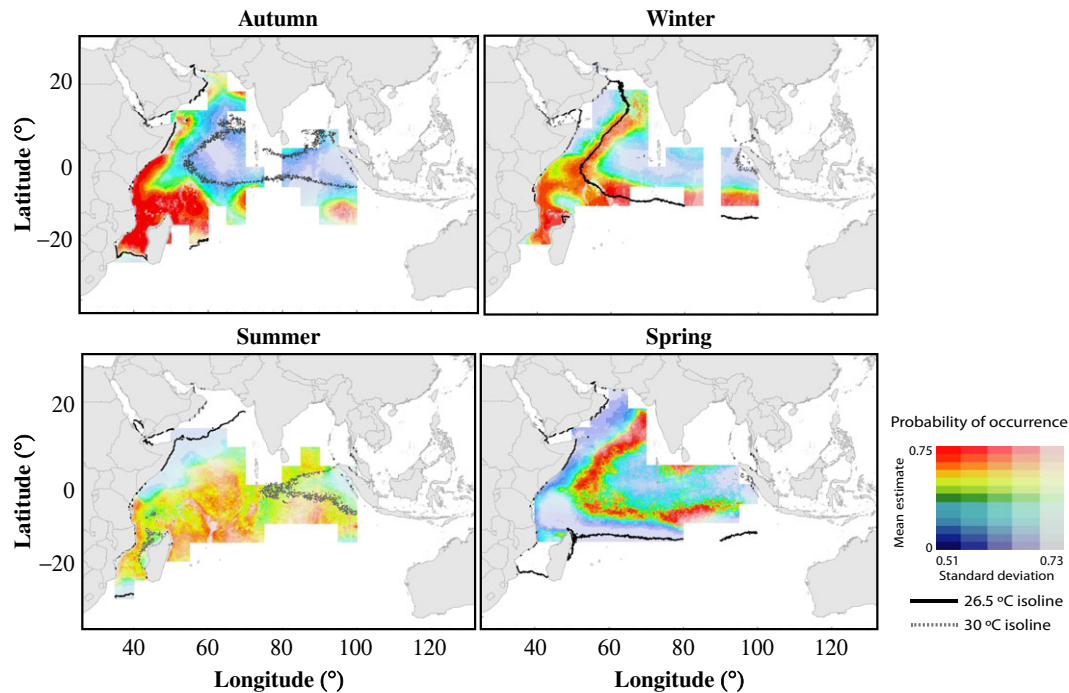 Autumn
Winter
Latitude (°)
20
0
−20
Summer
Spring
Latitude (°)
20
0
−20
40
60
80
100
120
40
60
80
100
120
Longitude (°)
Longitude (°)
Probability of occurrence
Mean estimate
0.75
0
0.51
0.73
Standard deviation
26.5 ºC isoline
30 ºC isoline